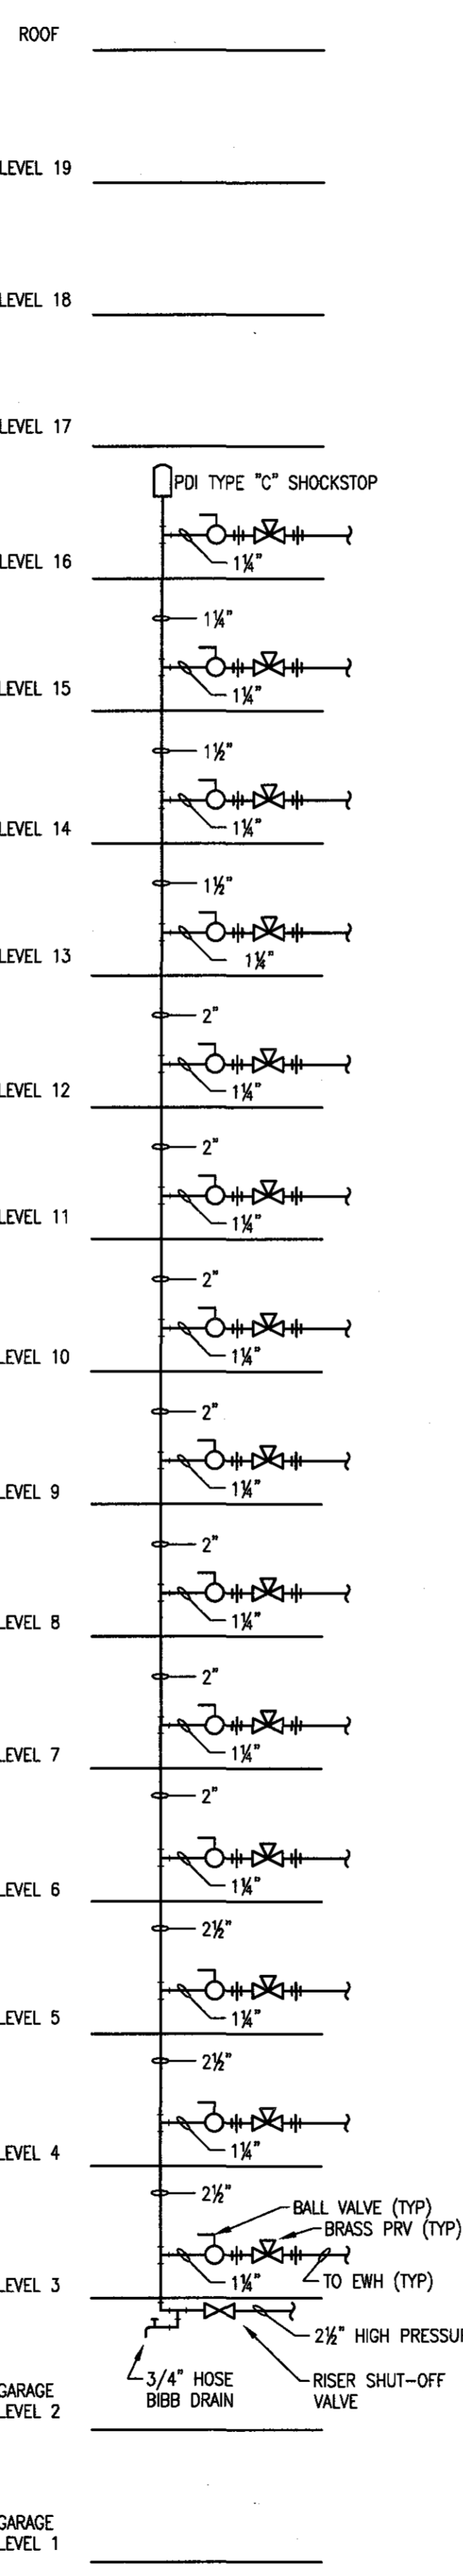 ROOF
LEVEL 19
LEVEL 18
LEVEL 17
PDI TYPE "C" SHOCKSTOP
1¼"
LEVEL 16
1¼"
1¼"
LEVEL 15
1½"
1¼"
LEVEL 14
1½"
1¼"
LEVEL 13
2"
1¼"
LEVEL 12
2"
1¼"
LEVEL 11
2"
1¼"
LEVEL 10
2"
1¼"
LEVEL 9
2"
1¼"
LEVEL 8
2"
1¼"
LEVEL 7
2"
1¼"
LEVEL 6
2½"
1¼"
LEVEL 5
2½"
1¼"
LEVEL 4
2½"
BALL VALVE (TYP)
BRASS PRV (TYP)
1¼"
TO EWH (TYP)
LEVEL 3
2½" HIGH PRESSU
3/4" HOSE
BIBB DRAIN
RISER SHUT-OFF
VALVE
GARAGE
LEVEL 2
GARAGE
LEVEL 1